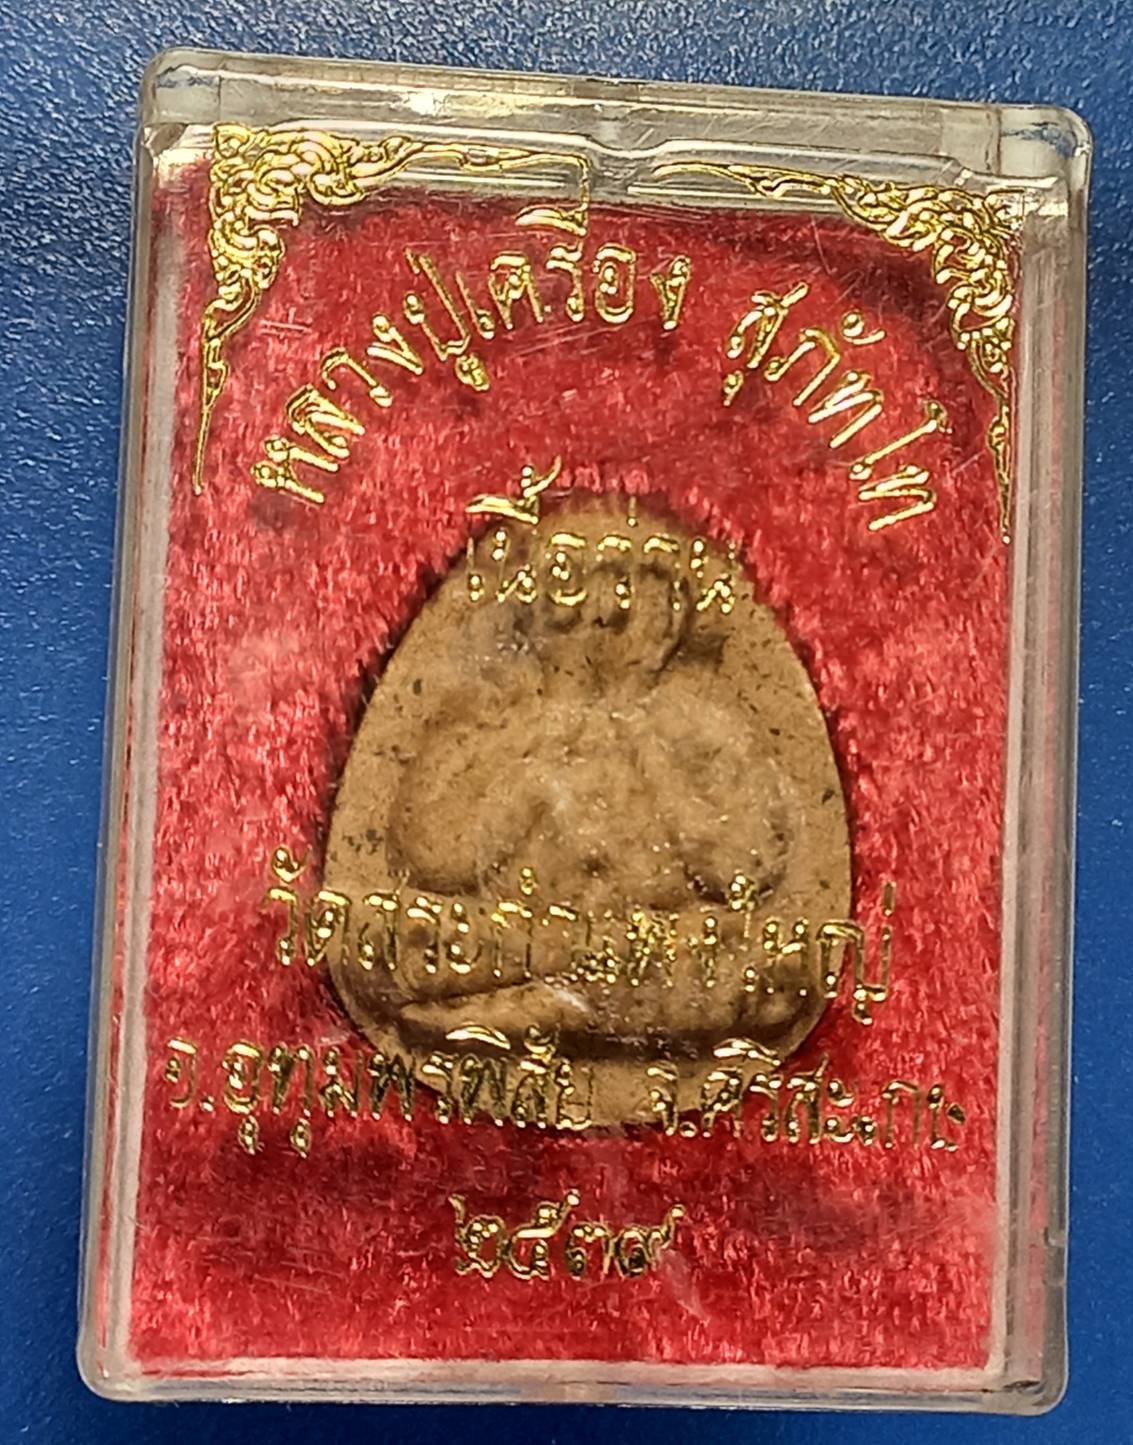 หลวงปู่เครื่อง สุภัทโท
เนื้อว่าน
วัดสระกำแพงใหญ่
อ.อุทุมพรพิสัย จ.ศรีสะเกษ
๒๕๓๙